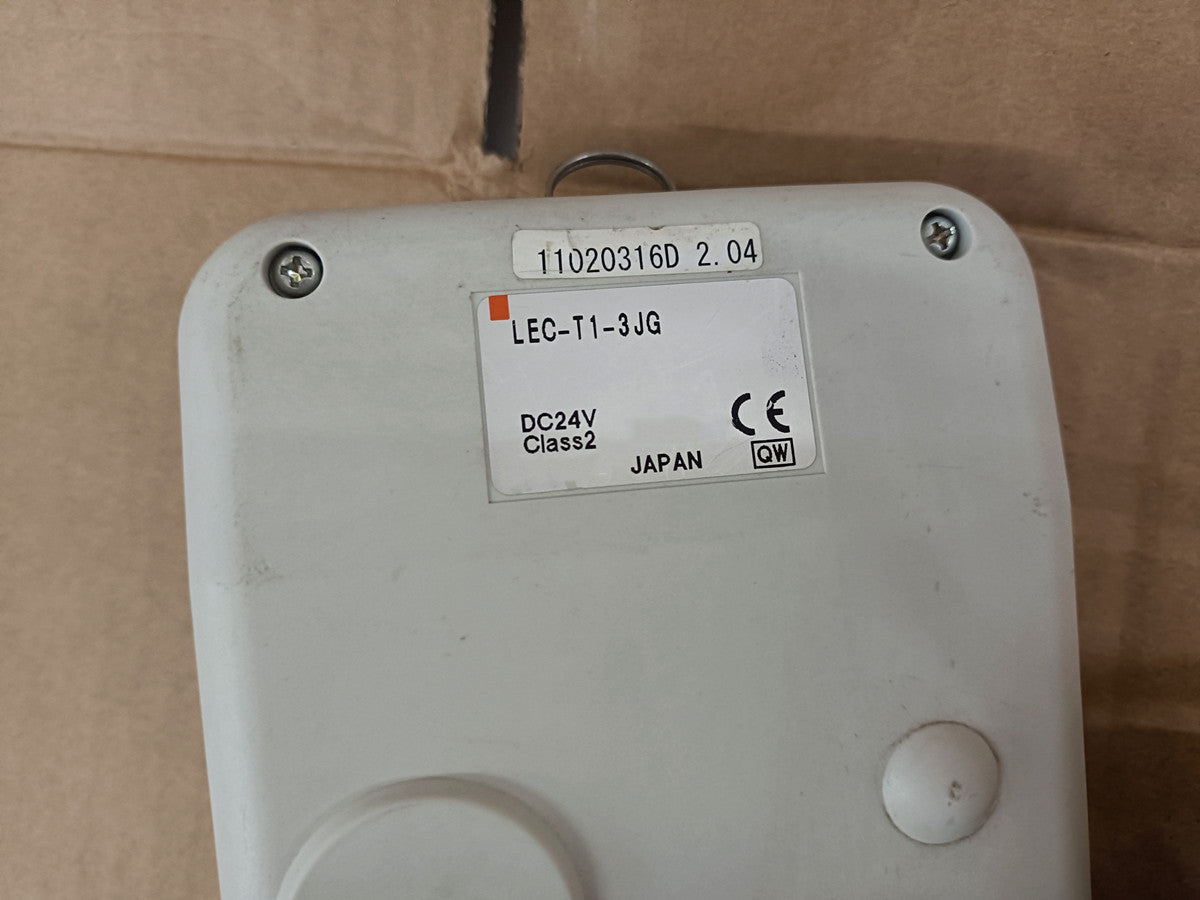 11020316D 2.04
LEC-T1-3JG
DC24V
Class2
CE
JAPAN
QW